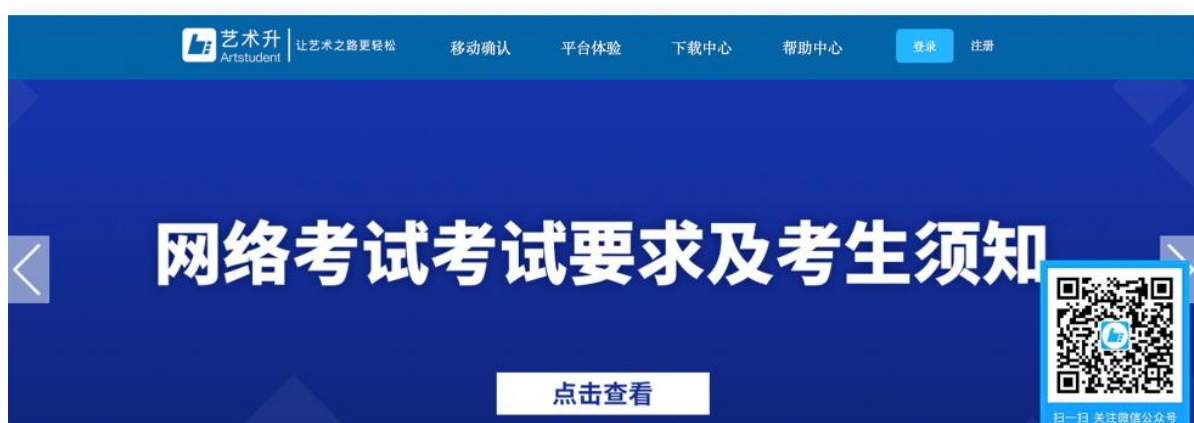 艺术升
Artstudent
让艺术之路更轻松
移动确认
平台体验
下载中心
帮助中心
登录
注册
网络考试考试要求及考生须知
点击查看
扫一扫 关注微信公众号